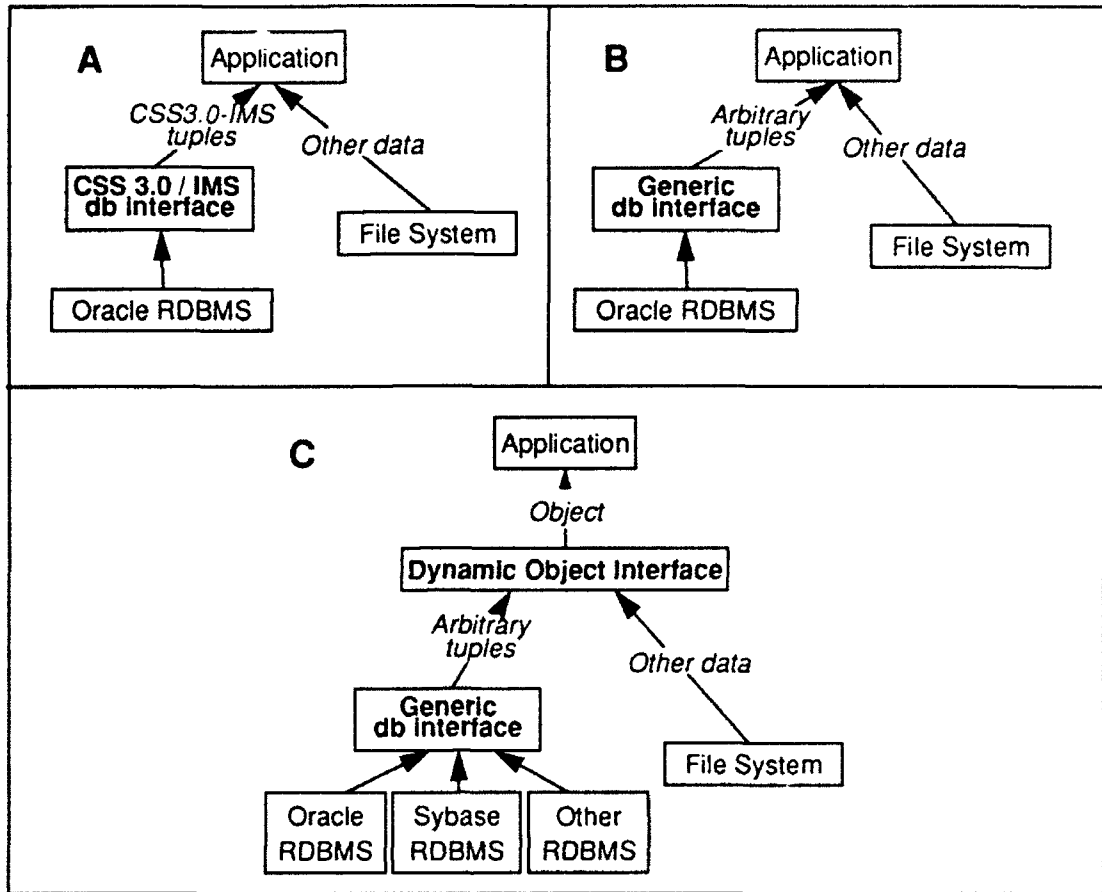 A
Application
CSS3.0-IMS
tuples
Other data
CSS 3.0 / IMS
db interface
File System
Oracle RDBMS
B
Application
Arbitrary
tuples
Other data
Generic
db interface
File System
Oracle RDBMS
C
Application
Object
Dynamic Object Interface
Arbitrary
tuples
Other data
Generic
db interface
File System
Oracle
RDBMS
Sybase
RDBMS
Other
RDBMS